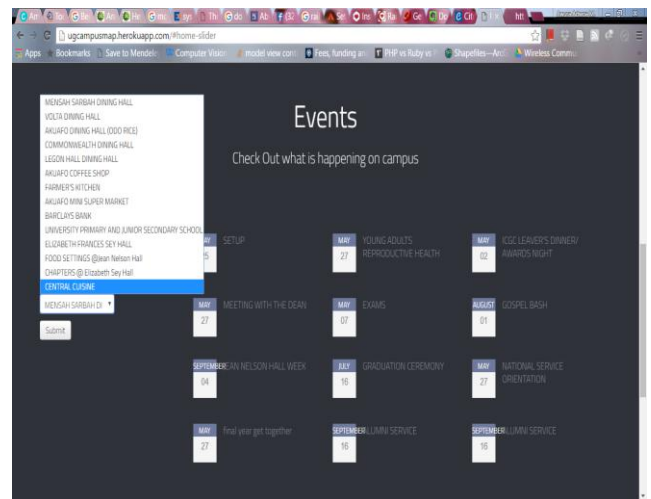 ugcampusmap.herokuapp.com/#home-slider
Apps Bookmarks Save to Mendeley Computer Vision model view cont Fees, funding an PHP vs Ruby vs Shapefiles—Arc Wireless Commu
MENSAH SARBAH DINING HALL
VOLTA DINING HALL
AKUAFO DINING HALL (ODO RICE)
COMMONWEALTH DINING HALL
LEGON HALL DINING HALL
AKUAFO COFFEE SHOP
FARMER'S KITCHEN
AKUAFO MINI SUPER MARKET
BARCLAYS BANK
UNIVERSITY PRIMARY AND JUNIOR SECONDARY SCHOOL
ELIZABETH FRANCES SEY HALL
FOOD SETTINGS @Jean Nelson Hall
CHAPTERS @ Elizabeth Sey Hall
CENTRAL CUISINE
MENSAH SARBAH DI
Submit
Events
Check Out what is happening on campus
SETUP
MAY
27
YOUNG ADULTS
REPRODUCTIVE HEALTH
MAY
02
ICGC LEAVER'S DINNER/
AWARDS NIGHT
MAY
27
MEETING WITH THE DEAN
MAY
07
EXAMS
AUGUST
01
GOSPEL BASH
SEPTEMBER
04
EAN NELSON HALL WEEK
JULY
16
GRADUATION CEREMONY
MAY
27
NATIONAL SERVICE
ORIENTATION
MAY
27
final year get together
SEPTEMBER
16
ALUMNI SERVICE
SEPTEMBER
16
ALUMNI SERVICE